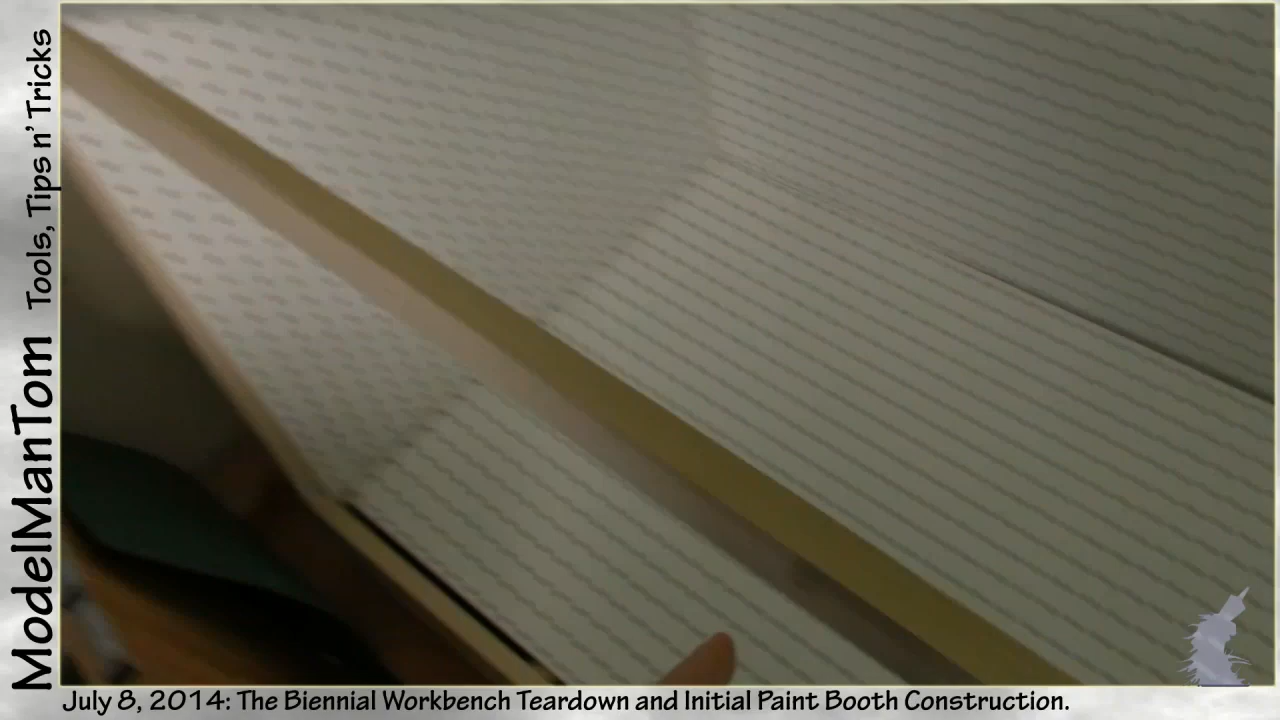 ModelManTom Tools, Tips n' Tricks
July 8, 2014: The Biennial Workbench Teardown and Initial Paint Booth Construction.